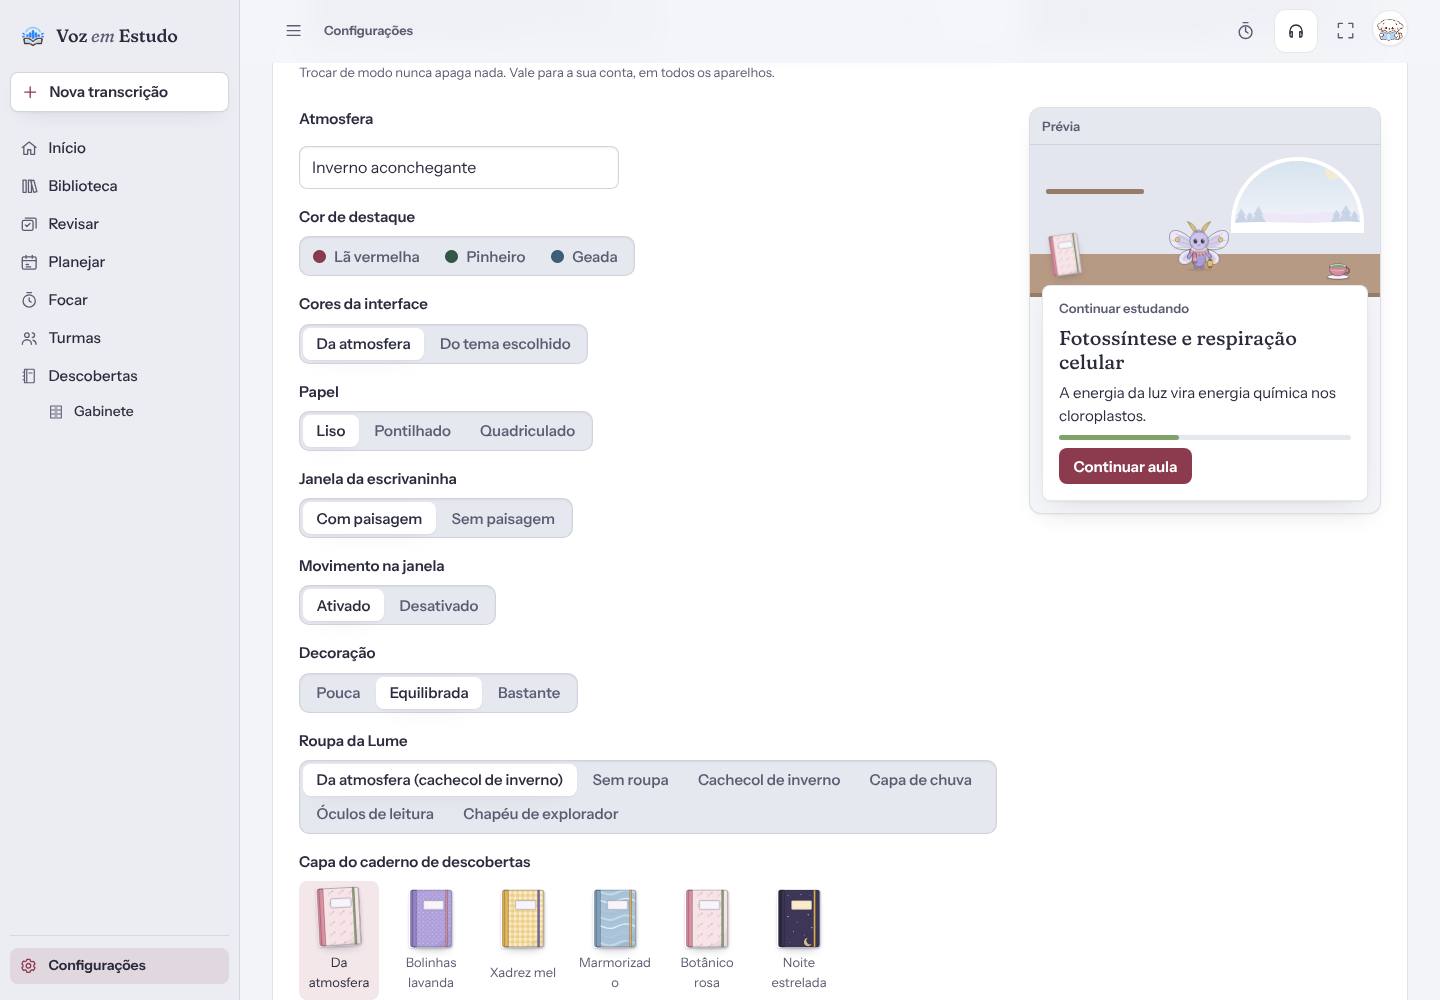 Voz em Estudo
Configurações
Nova transcrição
Início
Biblioteca
Revisar
Planejar
Focar
Turmas
Descobertas
Gabinete
Configurações
Trocar de modo nunca apaga nada. Vale para a sua conta, em todos os aparelhos.
Atmosfera
Inverno aconchegante
Cor de destaque
Lã vermelha Pinheiro Geada
Cores da interface
Da atmosfera Do tema escolhido
Papel
Liso Pontilhado Quadriculado
Janela da escrivaninha
Com paisagem Sem paisagem
Movimento na janela
Ativado Desativado
Decoração
Pouca Equilibrada Bastante
Roupa da Lume
Da atmosfera (cachecol de inverno) Sem roupa Cachecol de inverno Capa de chuva
Óculos de leitura Chapéu de explorador
Capa do caderno de descobertas
Da
atmosfera
Bolinhas
lavanda
Xadrez mel
Marmorizad
o
Botânico
rosa
Noite
estrelada
Prévia
Continuar estudando
Fotossíntese e respiração
celular
A energia da luz vira energia química nos
cloroplastos.
Continuar aula